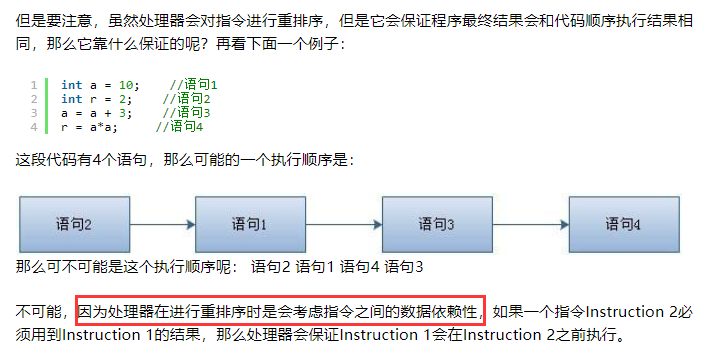 但是要注意，虽然处理器会对指令进行重排序，但是它会保证程序最终结果会和代码顺序执行结果相
同，那么它靠什么保证的呢？再看下面一个例子：
1 int a = 10; //语句1
2 int r = 2; //语句2
3 a = a + 3; //语句3
4 r = a*a; //语句4
这段代码有4个语句，那么可能的一个执行顺序是：
语句2 语句1 语句3 语句4
那么可不可能是这个执行顺序呢： 语句2 语句1 语句4 语句3
不可能，因为处理器在进行重排序时是会考虑指令之间的数据依赖性，如果一个指令Instruction 2必
须用到Instruction 1的结果，那么处理器会保证Instruction 1会在Instruction 2之前执行。